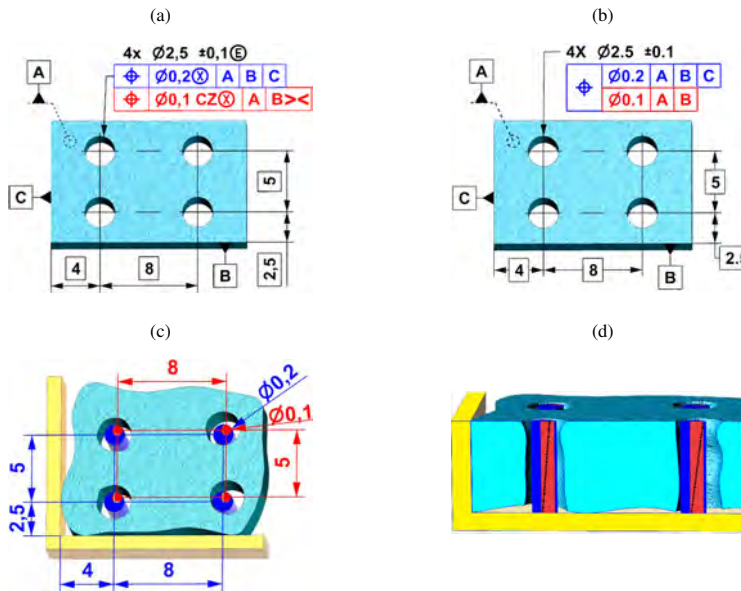 (a)
4x Ø2,5 ±0,1Ⓔ
⌖ Ø0,2Ⓧ A B C
⌖ Ø0,1 CZⓍ A B><
A
C
5
4
8
B
2,5
(b)
4X Ø2.5 ±0.1
⌖ Ø0.2 A B C
Ø0.1 A B
A
C
5
4
8
B
2.5
(c)
8
Ø0,2
Ø0,1
5
5
2,5
4
8
(d)